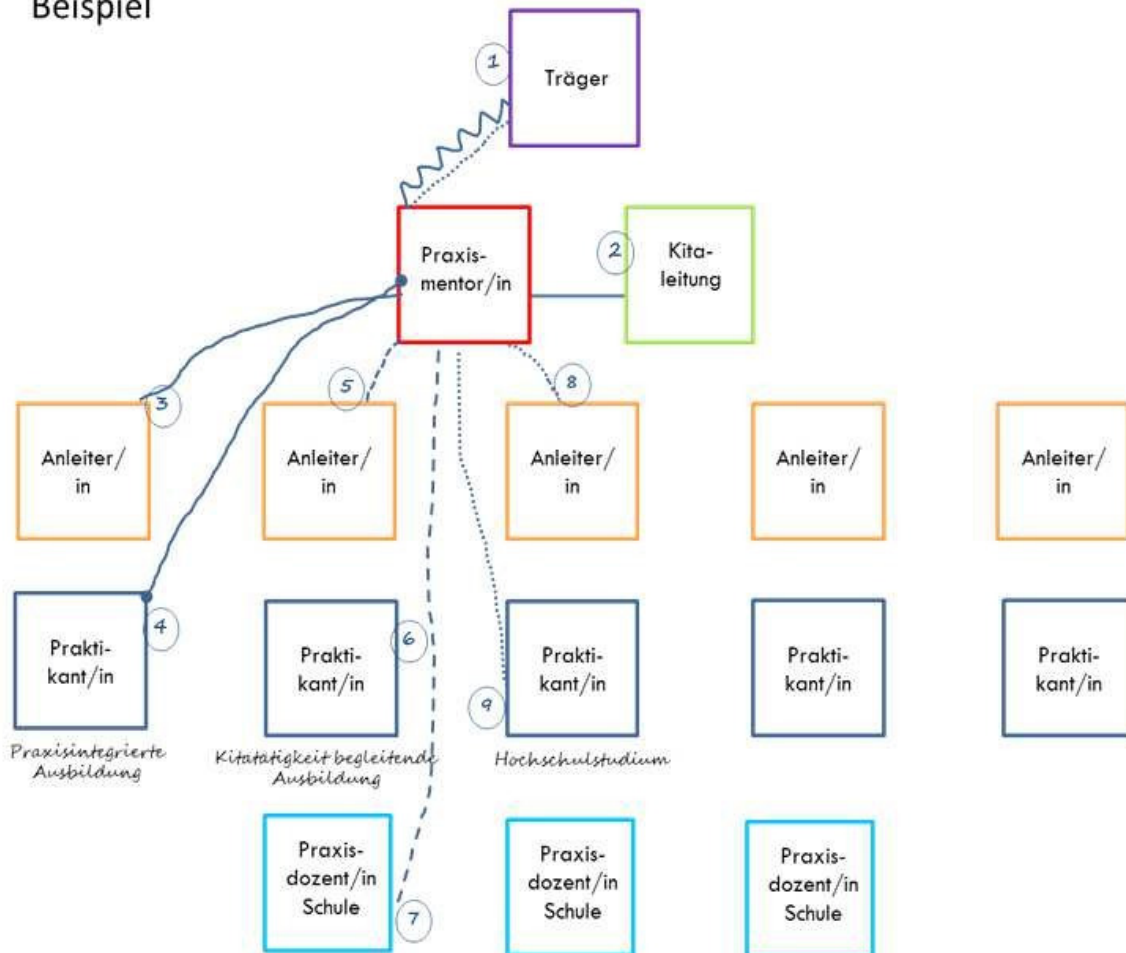 Beispiel
1
Träger
Praxis-
mentor/in
2
Kita-
leitung
3
5
8
Anleiter/
in
Anleiter/
in
Anleiter/
in
Anleiter/
in
Anleiter/
in
4
6
9
Prakti-
kant/in
Prakti-
kant/in
Prakti-
kant/in
Prakti-
kant/in
Prakti-
kant/in
Praxisintegrierte
Ausbildung
Kitatätigkeit begleitende
Ausbildung
Hochschulstudium
Praxis-
dozent/in
Schule
7
Praxis-
dozent/in
Schule
Praxis-
dozent/in
Schule